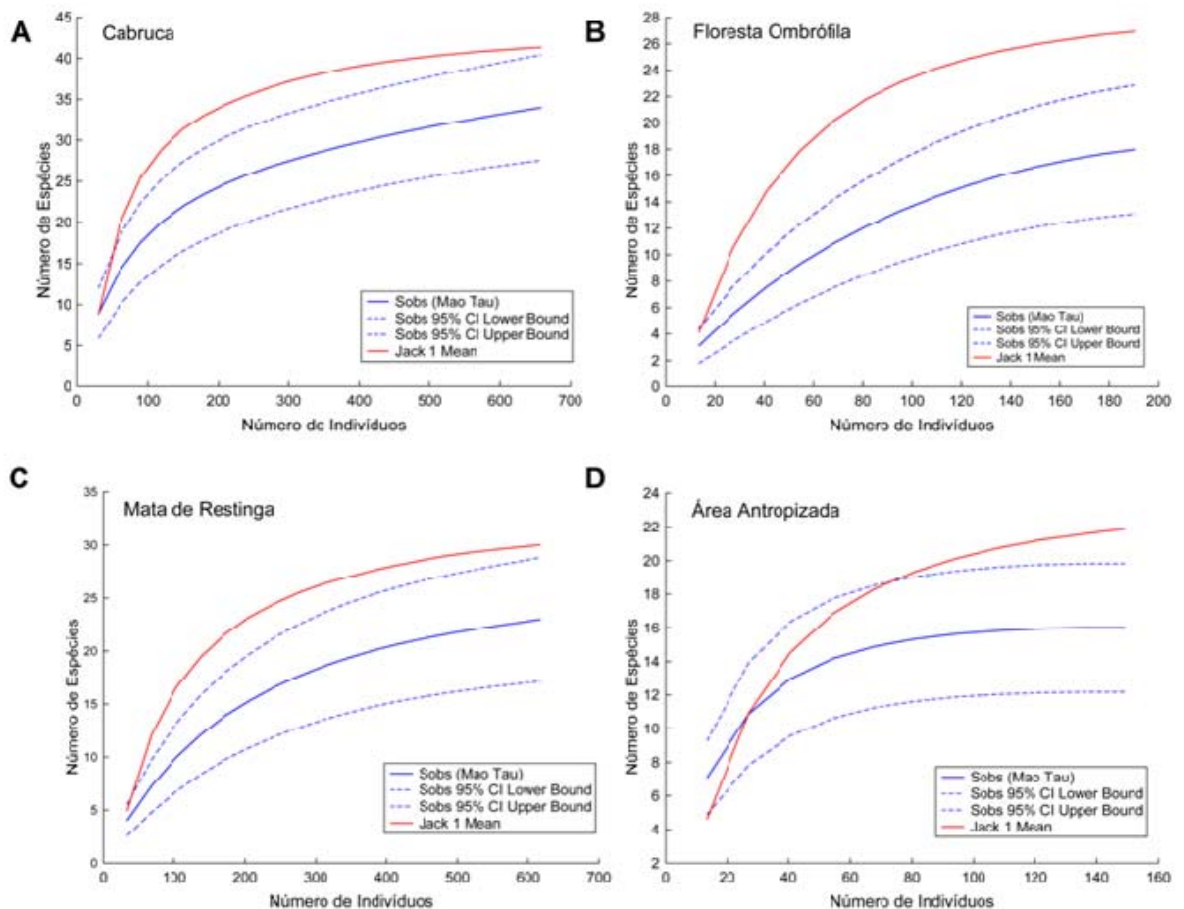 A
Cabruca
45
40
35
30
25
20
15
10
5
0
Número de Espécies
0 100 200 300 400 500 600 700
Número de Indivíduos
Sobs (Mao Tau)
Sobs 95% CI Lower Bound
Sobs 95% CI Upper Bound
Jack 1 Mean
B
Floresta Ombrófila
28
26
24
22
20
18
16
14
12
10
8
6
4
2
0
Número de Espécies
0 20 40 60 80 100 120 140 160 180 200
Número de Indivíduos
Sobs (Mao Tau)
Sobs 95% CI Lower Bound
Sobs 95% CI Upper Bound
Jack 1 Mean
C
Mata de Restinga
35
30
25
20
15
10
5
0
Número de Espécies
0 100 200 300 400 500 600 700
Número de Indivíduos
Sobs (Mao Tau)
Sobs 95% CI Lower Bound
Sobs 95% CI Upper Bound
Jack 1 Mean
D
Área Antropizada
24
22
20
18
16
14
12
10
8
6
4
2
Número de Espécies
0 20 40 60 80 100 120 140 160
Número de Indivíduos
Sobs (Mao Tau)
Sobs 95% CI Lower Bound
Sobs 95% CI Upper Bound
Jack 1 Mean